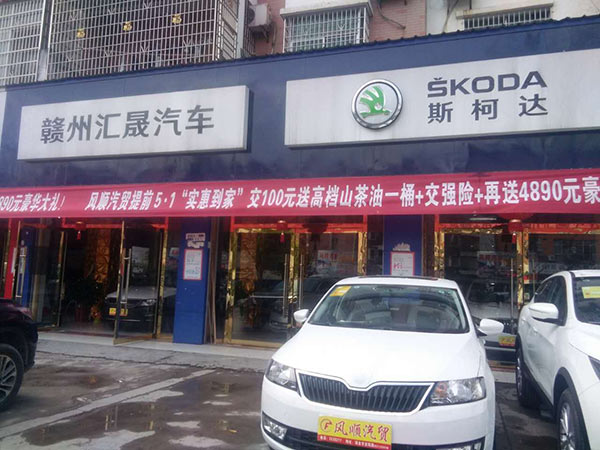 赣州汇晟汽车
ŠKODA
斯柯达
890元豪华大礼! 风顺汽贸提前5·1“实惠到家”交100元送高档山茶油一桶+交强险+再送4890元豪
风顺汽贸